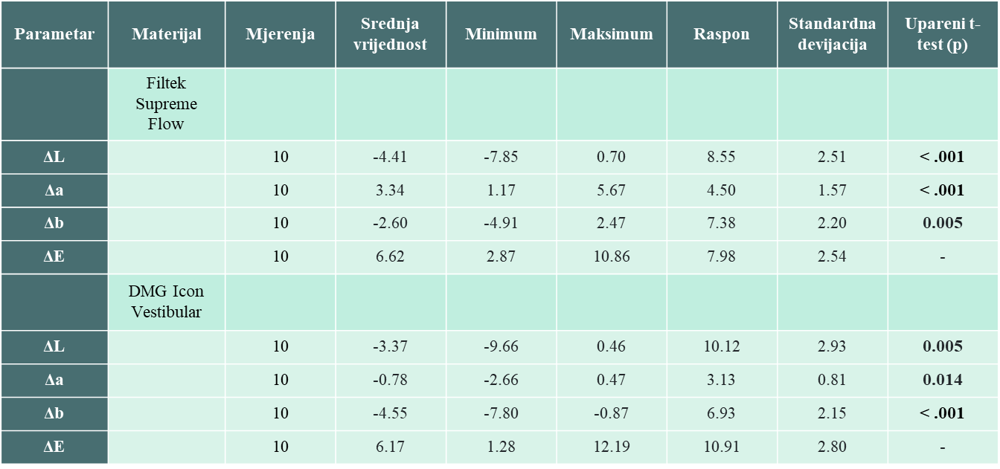 Parametar Materijal Mjerenja Srednja vrijednost Minimum Maksimum Raspon Standardna devijacija Upareni t-test (p)
Filtek
Supreme
Flow
ΔL 10 -4.41 -7.85 0.70 8.55 2.51 < .001
Δa 10 3.34 1.17 5.67 4.50 1.57 < .001
Δb 10 -2.60 -4.91 2.47 7.38 2.20 0.005
ΔE 10 6.62 2.87 10.86 7.98 2.54 -
DMG Icon
Vestibular
ΔL 10 -3.37 -9.66 0.46 10.12 2.93 0.005
Δa 10 -0.78 -2.66 0.47 3.13 0.81 0.014
Δb 10 -4.55 -7.80 -0.87 6.93 2.15 < .001
ΔE 10 6.17 1.28 12.19 10.91 2.80 -